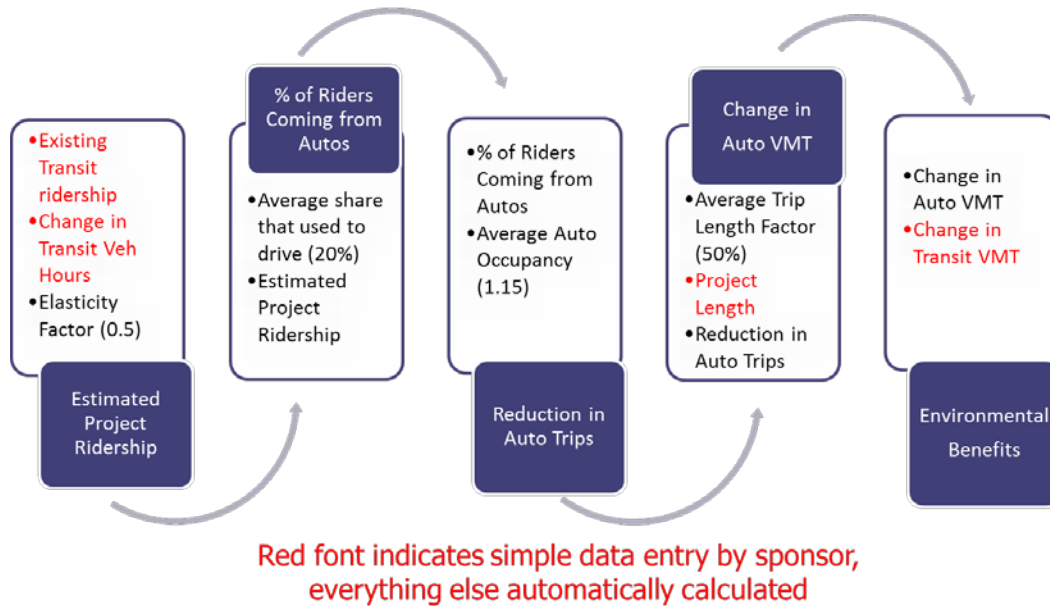 •Existing
Transit
ridership
•Change in
Transit Veh
Hours
•Elasticity
Factor (0.5)
Estimated
Project
Ridership
% of Riders
Coming from
Autos
•Average share
that used to
drive (20%)
•Estimated
Project
Ridership
•% of Riders
Coming from
Autos
•Average Auto
Occupancy
(1.15)
Reduction in
Auto Trips
Change in
Auto VMT
•Average Trip
Length Factor
(50%)
•Project
Length
•Reduction in
Auto Trips
•Change in
Auto VMT
•Change in
Transit VMT
Environmental
Benefits
Red font indicates simple data entry by sponsor,
everything else automatically calculated